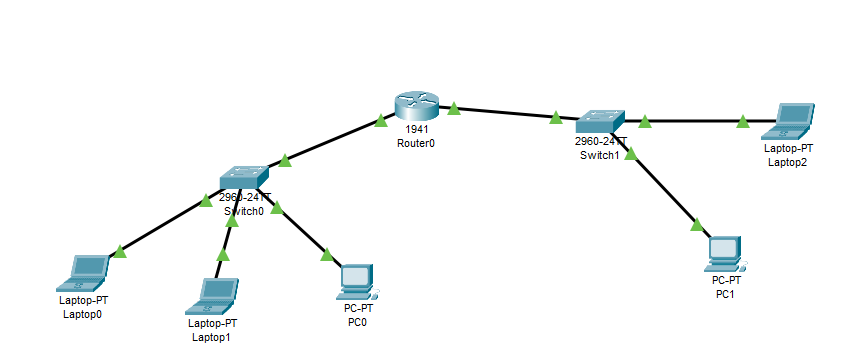 1941
Router0
2960-24TT
Switch1
Laptop-PT
Laptop2
2960-24TT
Switch0
PC-PT
PC1
Laptop-PT
Laptop0
PC-PT
PC0
Laptop-PT
Laptop1